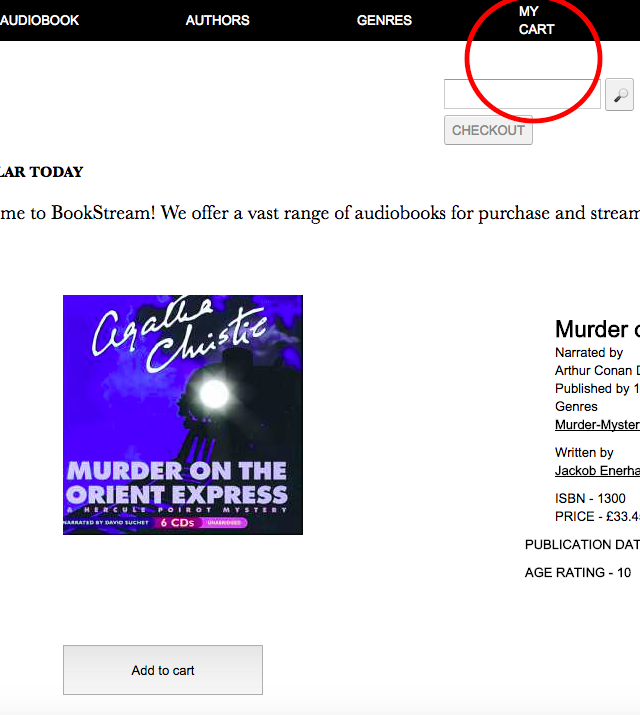 AUDIOBOOK AUTHORS GENRES MY
CART
CHECKOUT
LAR TODAY
me to BookStream! We offer a vast range of audiobooks for purchase and stream
Agatha
Christie
MURDER ON THE
ORIENT EXPRESS
A HERCULE POIROT MYSTERY
NARRATED BY DAVID SUCHET 6 CDs UNABRIDGED
Murder o
Narrated by
Arthur Conan D
Published by 1
Genres
Murder-Myster
Written by
Jackob Enerha
ISBN - 1300
PRICE - £33.4
PUBLICATION DAT
AGE RATING - 10
Add to cart